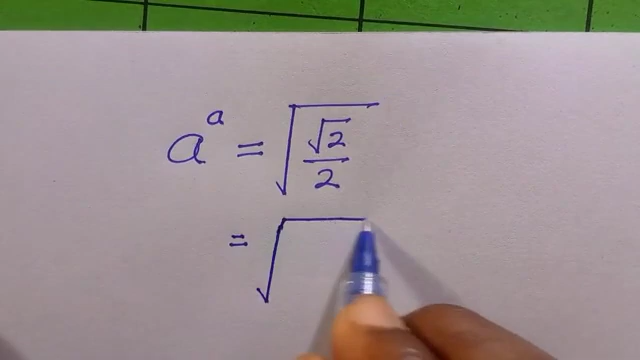 a^a = √(√2/2)
= √